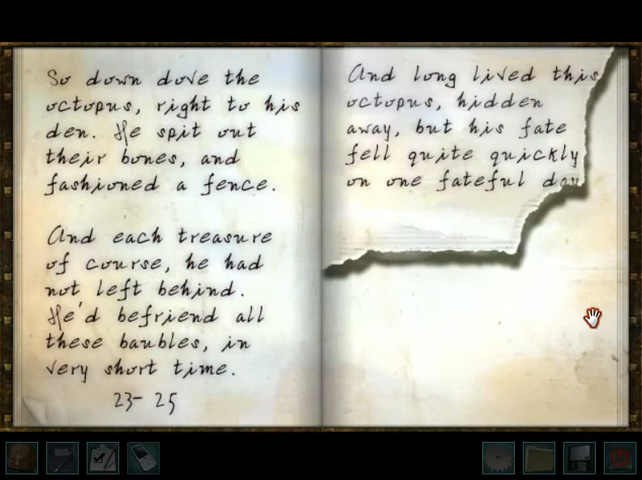 So down dove the
octopus, right to his
den. He spit out
their bones, and
fashioned a fence.
And each treasure
of course, he had
not left behind.
He'd befriend all
these baubles, in
very short time.
23- 25
And long lived this
octopus, hidden
away, but his fate
fell quite quickly
on one fateful day